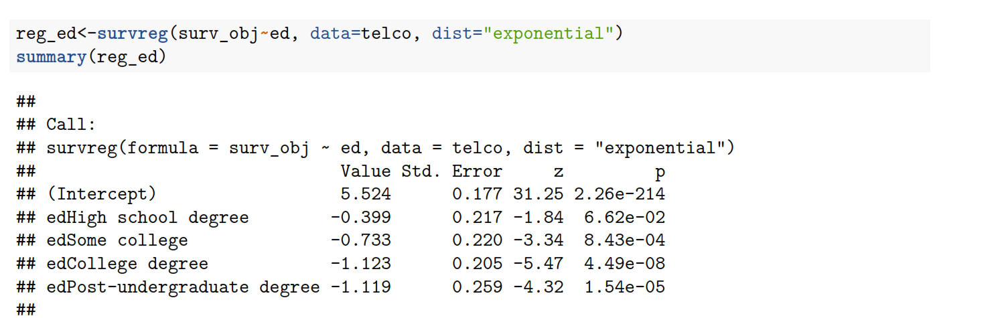 reg_ed<-survreg(surv_obj~ed, data=telco, dist="exponential")
summary(reg_ed)
##
## Call:
## survreg(formula = surv_obj ~ ed, data = telco, dist = "exponential")
##                               Value Std. Error     z         p
## (Intercept)                   5.524      0.177 31.25 2.26e-214
## edHigh school degree         -0.399      0.217 -1.84  6.62e-02
## edSome college               -0.733      0.220 -3.34  8.43e-04
## edCollege degree             -1.123      0.205 -5.47  4.49e-08
## edPost-undergraduate degree -1.119      0.259 -4.32  1.54e-05
##